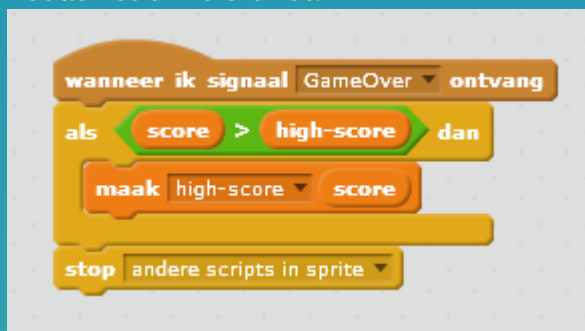 wanneer ik signaal GameOver ontvang
als score > high-score dan
maak high-score score
stop andere scripts in sprite